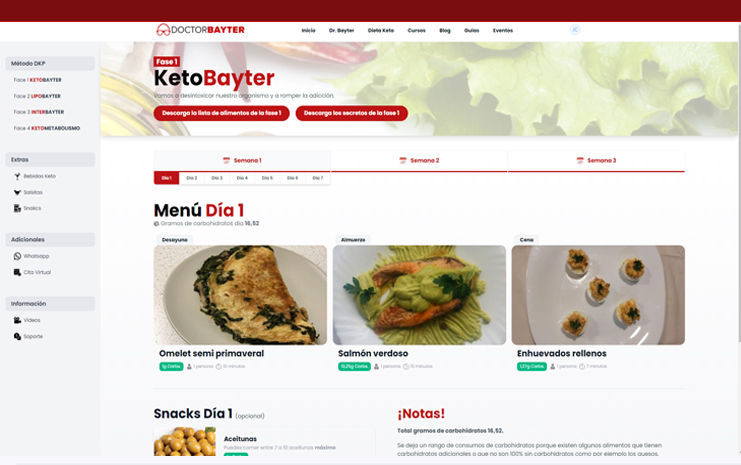 DOCTORBAYTER
Inicio Dr. Bayter Dieta Keto Cursos Blog Guías Eventos
Método DKP
Fase 1 KETOBAYTER
Fase 2 LIPOBAYTER
Fase 3 INTERBAYTER
Fase 4 KETOMETABOLISMO
Extras
Bebidas Keto
Salsitas
Snakcs
Adicionales
Whatsapp
Cita Virtual
Información
Videos
Soporte
Fase 1
KetoBayter
Vamos a desintoxicar nuestro organismo y a romper la adicción.
Descarga la lista de alimentos de la fase 1 Descarga los secretos de la fase 1
Semana 1 Semana 2 Semana 3
Día 1 Día 2 Día 3 Día 4 Día 5 Día 6 Día 7
Menú Día 1
Gramos de carbohidratos día 16,52
Desayuno Almuerzo Cena
Omelet semi primaveral Salmón verdoso Enhuevados rellenos
1g Carbs 1 persona 10 minutos 1 persona 15 minutos 1,27g Carbs 1 persona 7 minutos
Snacks Día 1 (opcional)
Aceitunas
Puedes comer entre 7 a 10 aceitunas máximo
¡Notas!
Total gramos de carbohidratos 16,52.
Se deja un rango de consumos de carbohidratos porque existen algunos alimentos que tienen
carbohidratos adicionales o que no son 100% sin carbohidratos como por ejemplo los quesos.